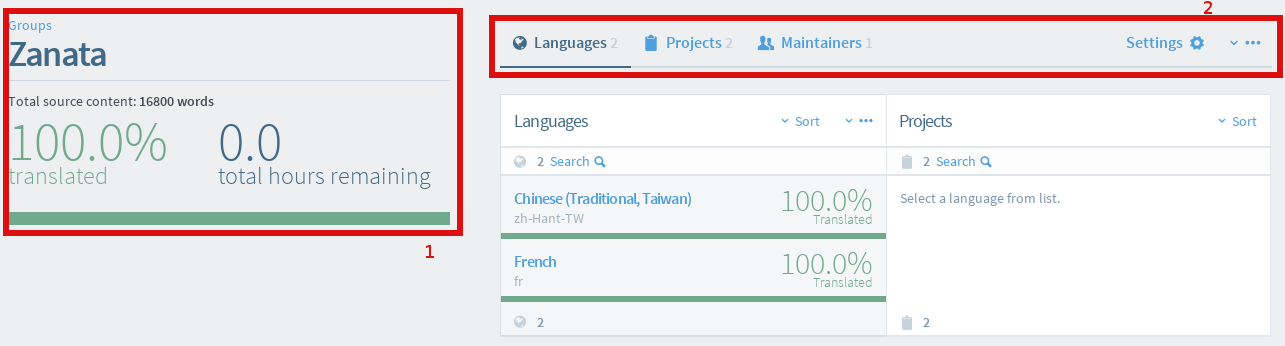 Groups
Zanata
Total source content: 16800 words
100.0% 0.0
translated total hours remaining
1
2
Languages 2 Projects 2 Maintainers 1 Settings
Languages Sort
2 Search
Chinese (Traditional, Taiwan) 100.0%
zh-Hant-TW Translated
French 100.0%
fr Translated
2
Projects Sort
2 Search
Select a language from list.
2